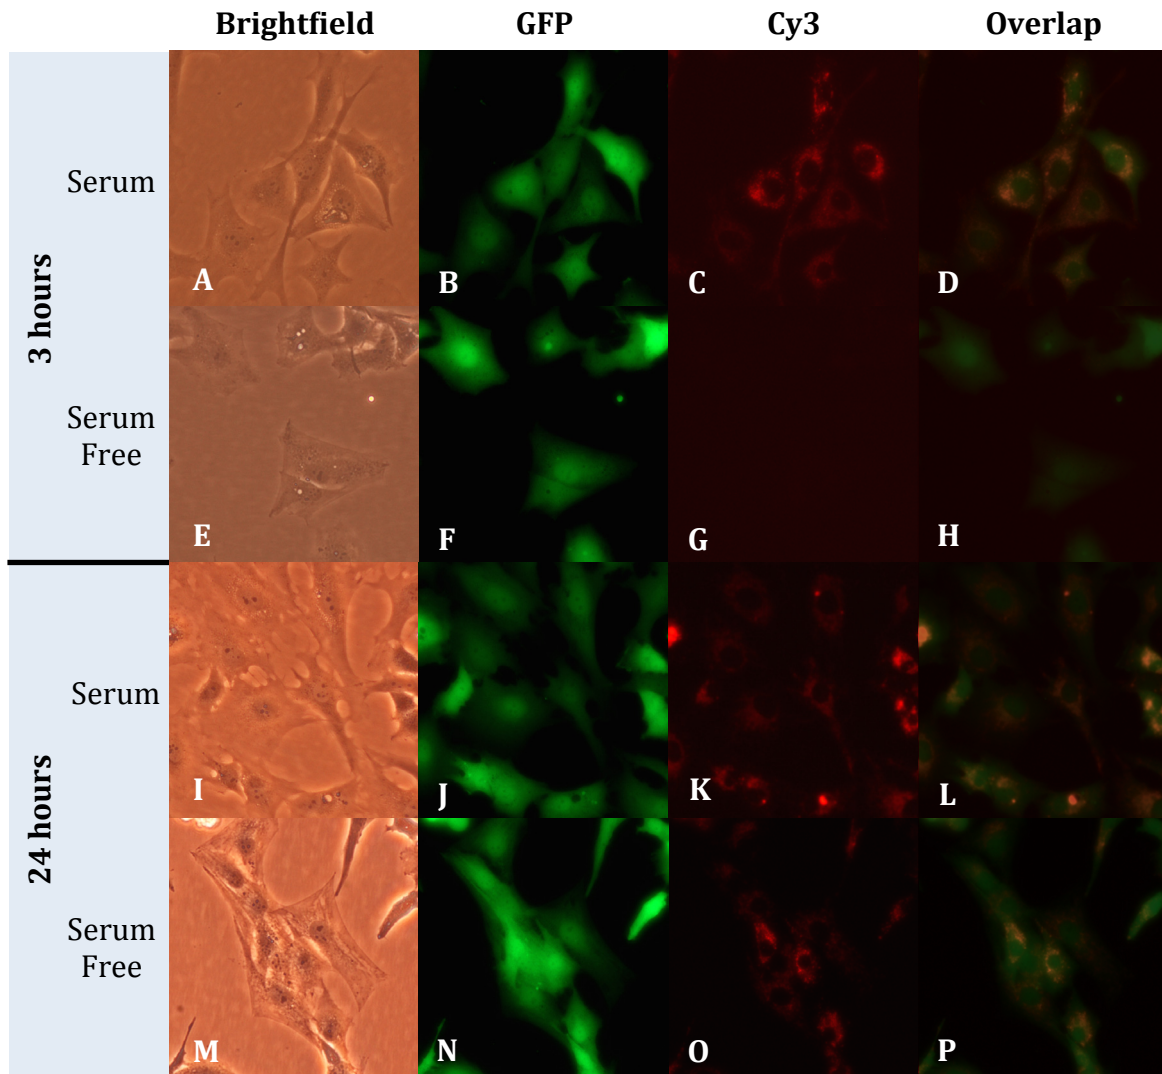 Brightfield GFP Cy3 Overlap
3 hours
Serum
A B C D
Serum
Free
E F G H
24 hours
Serum
I J K L
Serum
Free
M N O P